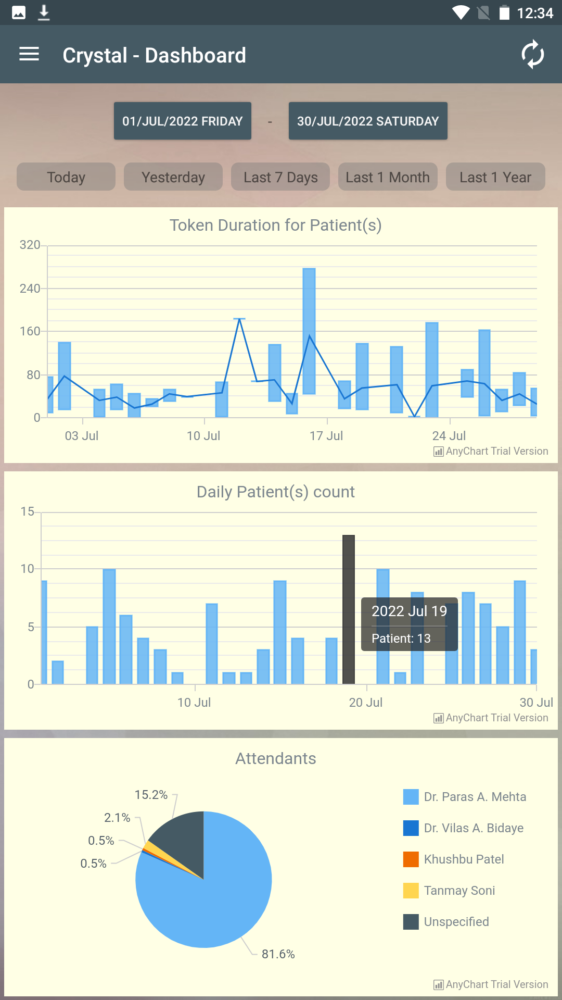 12:34
Crystal - Dashboard
01/JUL/2022 FRIDAY - 30/JUL/2022 SATURDAY
Today Yesterday Last 7 Days Last 1 Month Last 1 Year
Token Duration for Patient(s)
320
240
160
80
0
03 Jul 10 Jul 17 Jul 24 Jul
AnyChart Trial Version
Daily Patient(s) count
15
10
5
0
2022 Jul 19
Patient: 13
10 Jul 20 Jul 30 Jul
AnyChart Trial Version
Attendants
15.2%
2.1%
0.5%
0.5%
81.6%
Dr. Paras A. Mehta
Dr. Vilas A. Bidaye
Khushbu Patel
Tanmay Soni
Unspecified
AnyChart Trial Version